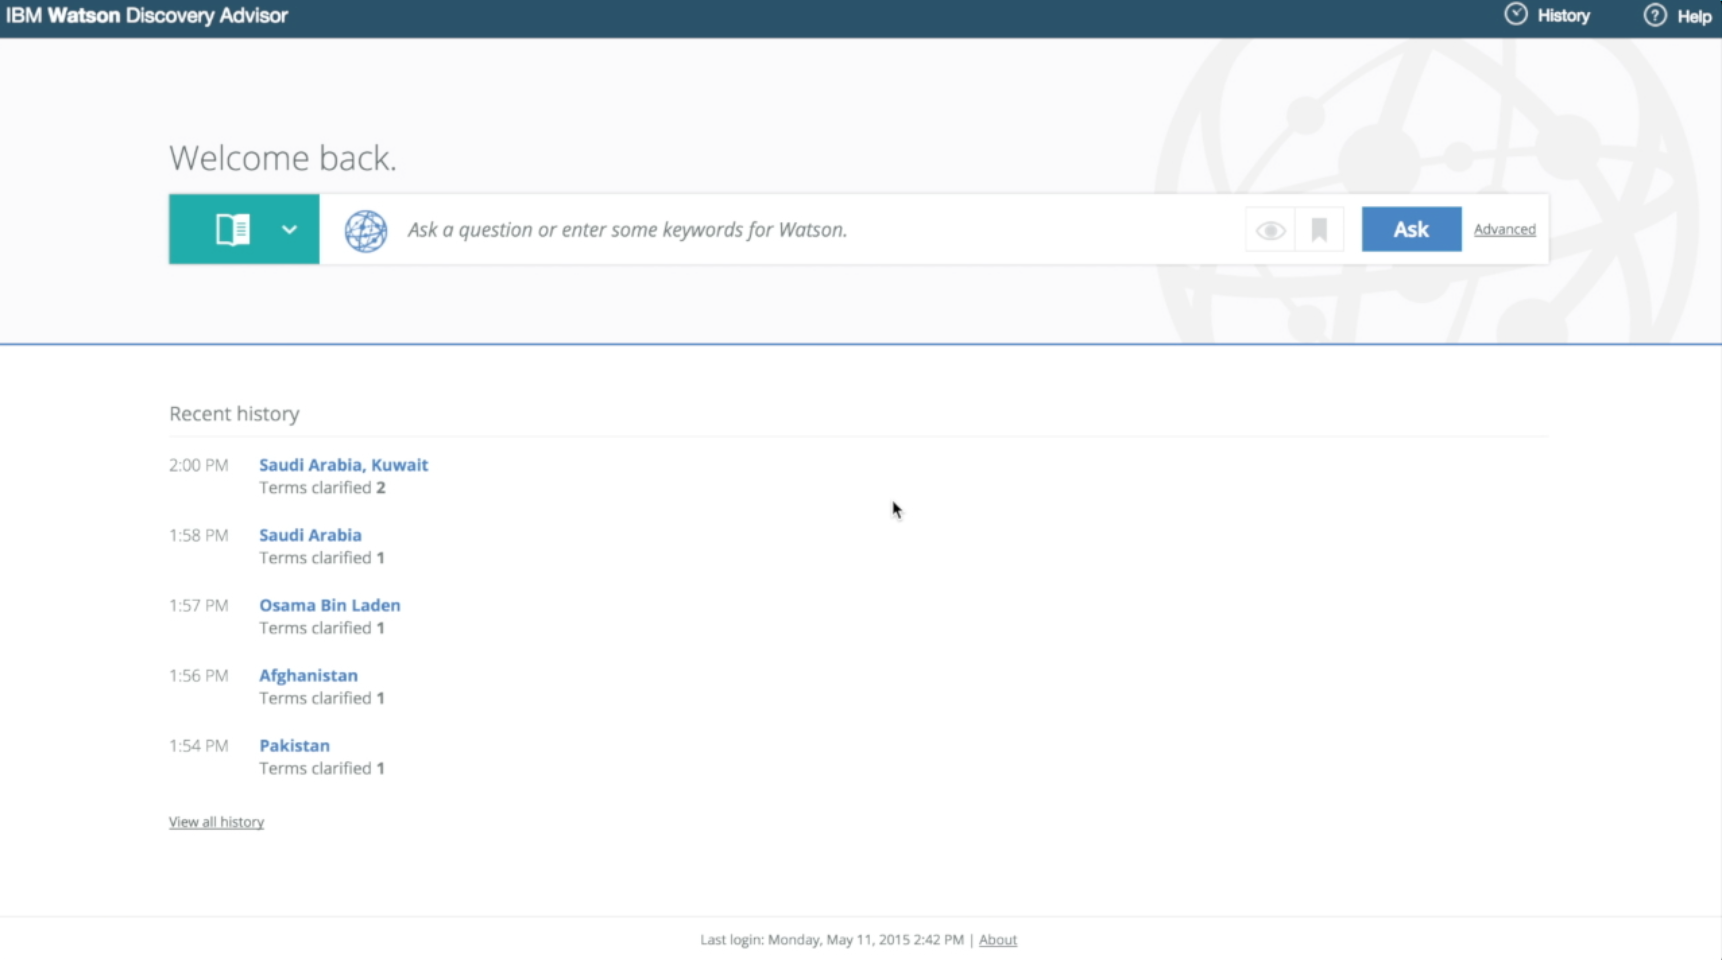 IBM Watson Discovery Advisor
History
Help
Welcome back.
Ask a question or enter some keywords for Watson.
Ask
Advanced
Recent history
2:00 PM Saudi Arabia, Kuwait
Terms clarified 2
1:58 PM Saudi Arabia
Terms clarified 1
1:57 PM Osama Bin Laden
Terms clarified 1
1:56 PM Afghanistan
Terms clarified 1
1:54 PM Pakistan
Terms clarified 1
View all history
Last login: Monday, May 11, 2015 2:42 PM | About